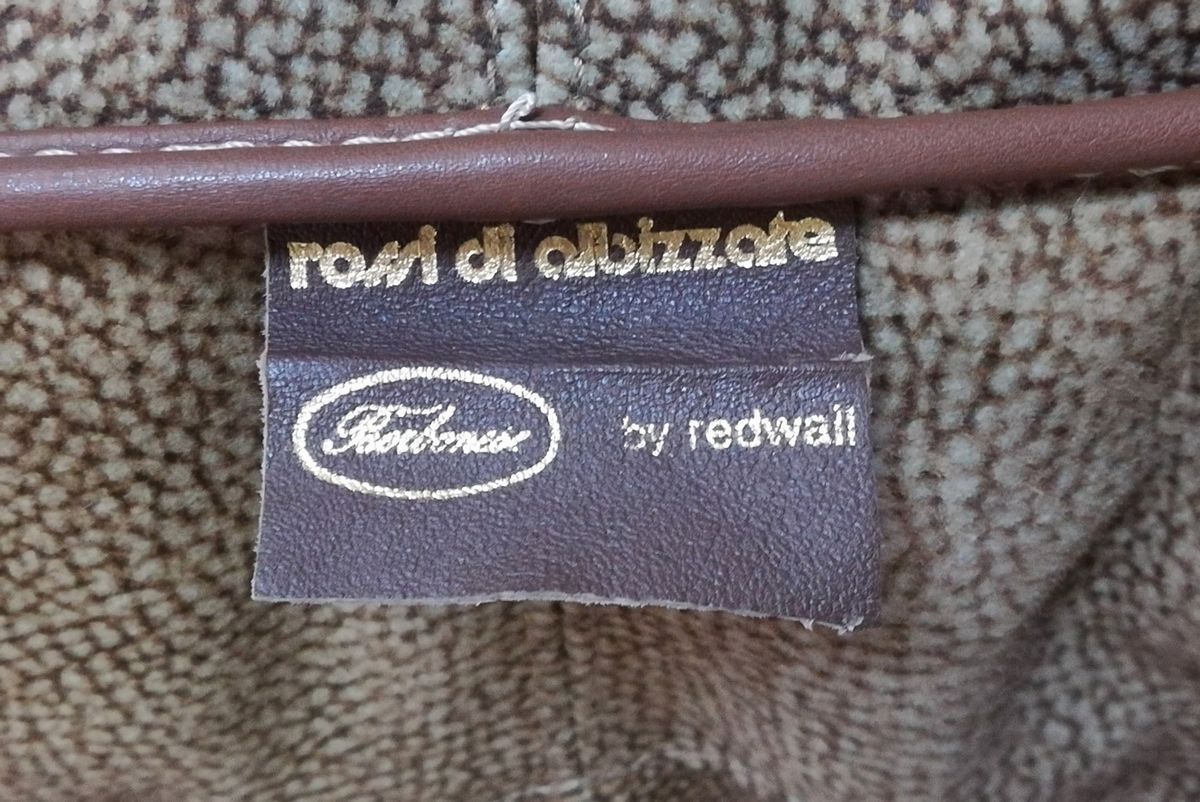 rossi di albizzate
Borbonese
by redwall